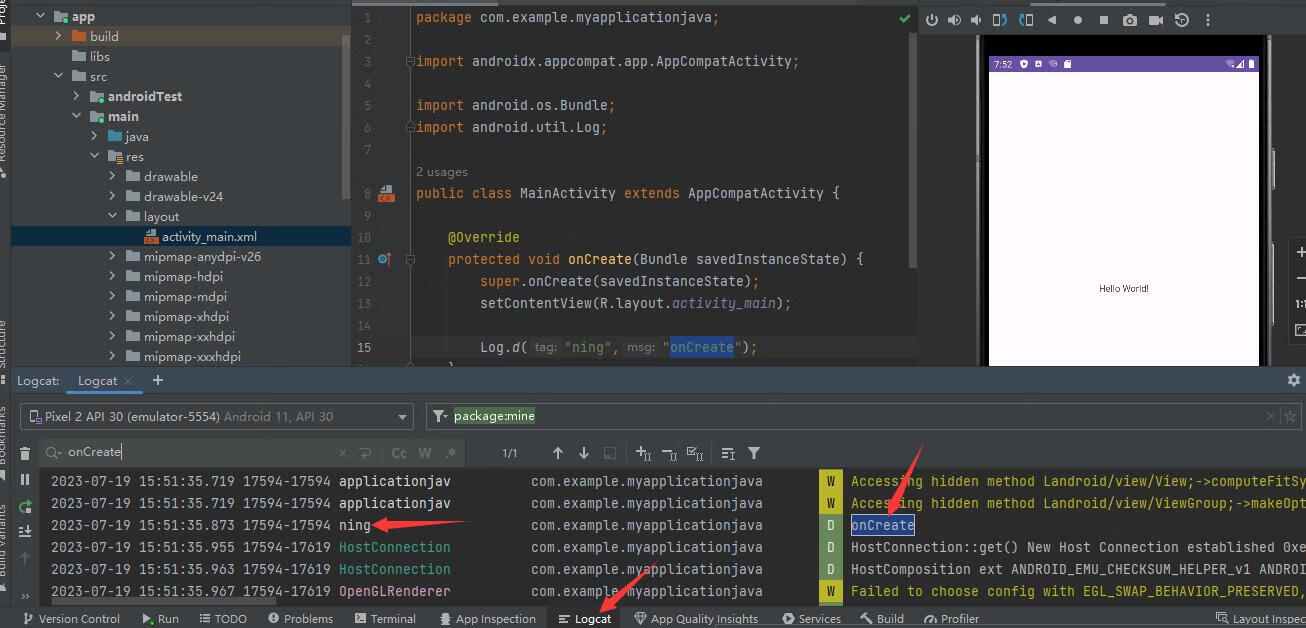 app
build
libs
src
androidTest
main
java
res
drawable
drawable-v24
layout
activity_main.xml
mipmap-anydpi-v26
mipmap-hdpi
mipmap-mdpi
mipmap-xhdpi
mipmap-xxhdpi
mipmap-xxxhdpi
Resource Manager
Structure
Bookmarks
Build Variants
1 package com.example.myapplicationjava;
2
3 import androidx.appcompat.app.AppCompatActivity;
4
5 import android.os.Bundle;
6 import android.util.Log;
7
2 usages
8 public class MainActivity extends AppCompatActivity {
9
10 @Override
11 protected void onCreate(Bundle savedInstanceState) {
12 super.onCreate(savedInstanceState);
13 setContentView(R.layout.activity_main);
14
15 Log.d( tag: "ning", msg: "onCreate");
7:52
Hello World!
1:1
Logcat: Logcat × +
Pixel 2 API 30 (emulator-5554) Android 11, API 30
package:mine
onCreate × Cc W .* 1/1
2023-07-19 15:51:35.719 17594-17594 applicationjav com.example.myapplicationjava W Accessing hidden method Landroid/view/View;->computeFitSy
2023-07-19 15:51:35.719 17594-17594 applicationjav com.example.myapplicationjava W Accessing hidden method Landroid/view/ViewGroup;->makeOpt
2023-07-19 15:51:35.873 17594-17594 ning com.example.myapplicationjava D onCreate
2023-07-19 15:51:35.955 17594-17619 HostConnection com.example.myapplicationjava D HostConnection::get() New Host Connection established 0xe
2023-07-19 15:51:35.963 17594-17619 HostConnection com.example.myapplicationjava D HostComposition ext ANDROID_EMU_CHECKSUM_HELPER_v1 ANDROI
2023-07-19 15:51:35.967 17594-17619 OpenGLRenderer com.example.myapplicationjava W Failed to choose config with EGL_SWAP_BEHAVIOR_PRESERVED,
Version Control Run TODO Problems Terminal App Inspection Logcat App Quality Insights Services Build Profiler Layout Inspec